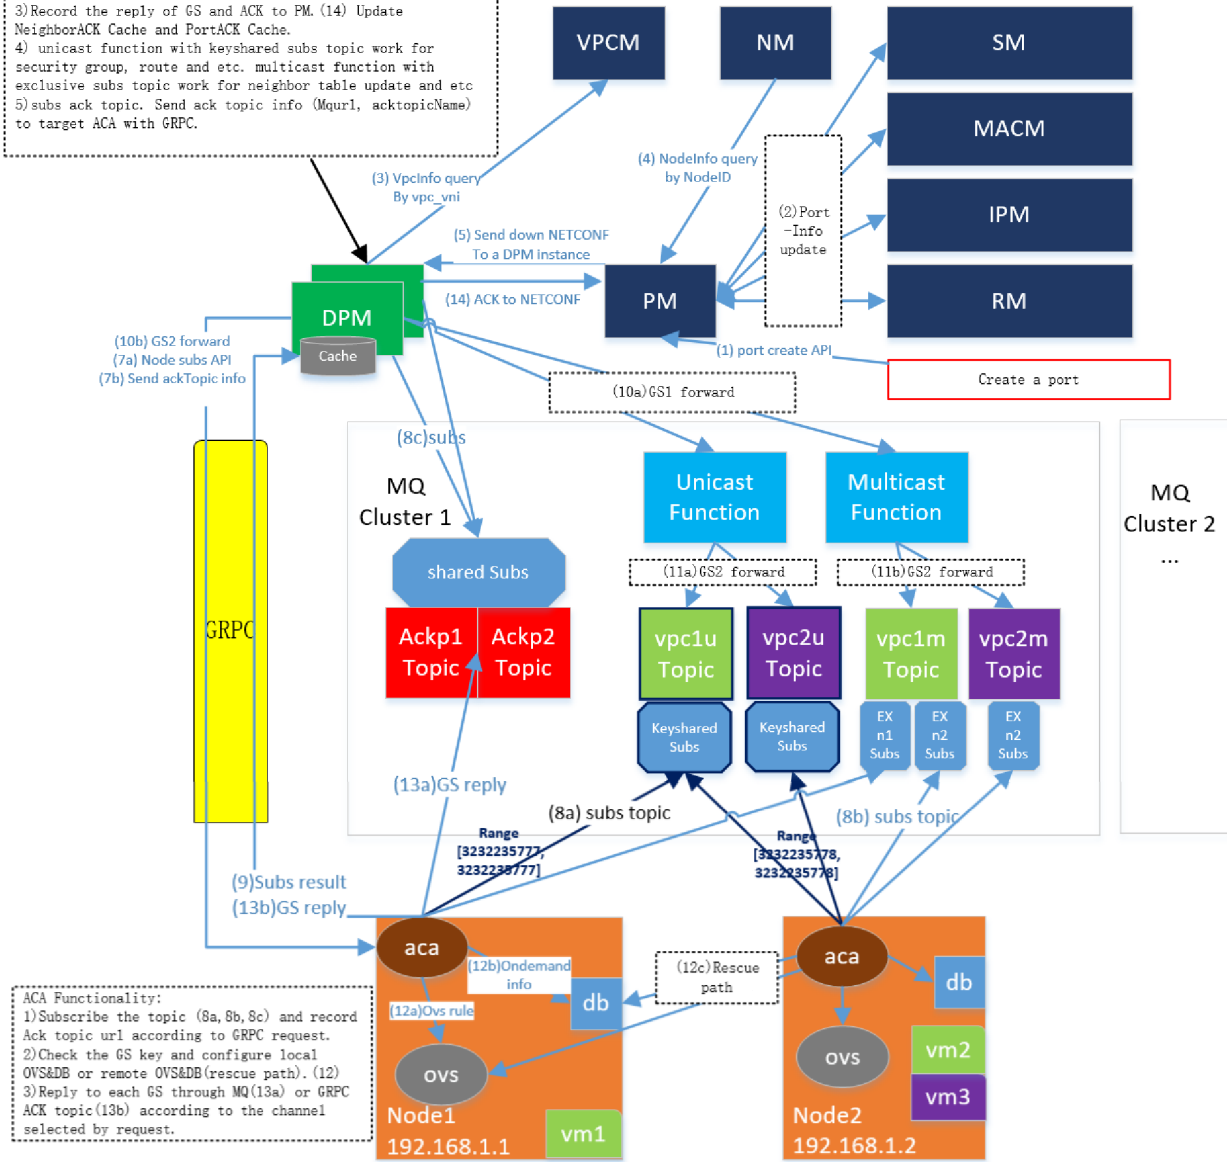 3)Record the reply of GS and ACK to PM.(14) Update
NeighborACK Cache and PortACK Cache.
4) unicast function with keyshared subs topic work for
security group, route and etc. multicast function with
exclusive subs topic work for neighbor table update and etc
5)subs ack topic. Send ack topic info (Mqurl, acktopicName)
to target ACA with GRPC.
VPCM
NM
SM
MACM
IPM
RM
(3) VpcInfo query
By vpc_vni
(4) NodeInfo query
by NodeID
(2)Port
-Info
update
(5) Send down NETCONF
To a DPM instance
(14) ACK to NETCONF
DPM
Cache
PM
(1) port create API
Create a port
(10b) GS2 forward
(7a) Node subs API
(7b) Send ackTopic info
(10a)GS1 forward
(8c)subs
MQ
Cluster 1
Unicast
Function
Multicast
Function
MQ
Cluster 2
...
shared Subs
(11a)GS2 forward
(11b)GS2 forward
GRPC
Ackp1
Topic
Ackp2
Topic
vpc1u
Topic
vpc2u
Topic
vpc1m
Topic
vpc2m
Topic
Keyshared
Subs
Keyshared
Subs
EX
n1
Subs
EX
n2
Subs
EX
n2
Subs
(13a)GS reply
(8a) subs topic
(8b) subs topic
Range
[3232235777,
3232235777]
Range
[3232235778,
3232235778]
(9)Subs result
(13b)GS reply
aca
(12b)Ondemand
info
db
(12a)Ovs rule
ovs
Node1
192.168.1.1
vm1
(12c)Rescue
path
aca
db
ovs
vm2
vm3
Node2
192.168.1.2
ACA Functionality:
1)Subscribe the topic (8a,8b,8c) and record
Ack topic url according to GRPC request.
2)Check the GS key and configure local
OVS&DB or remote OVS&DB(rescue path).(12)
3)Reply to each GS through MQ(13a) or GRPC
ACK topic(13b) according to the channel
selected by request.